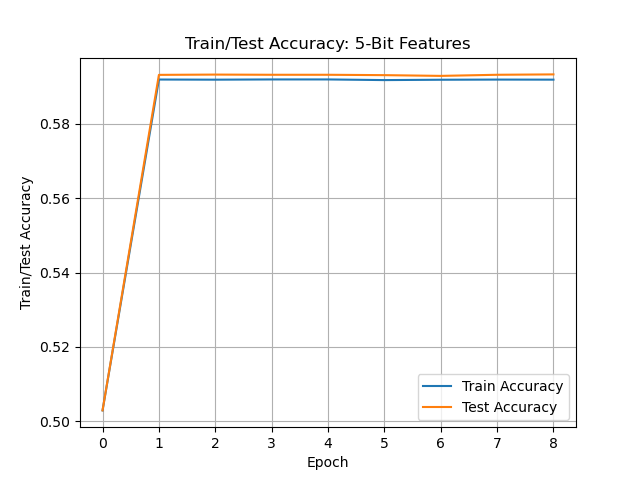 Train/Test Accuracy: 5-Bit Features
Train/Test Accuracy
0.58
0.56
0.54
0.52
0.50
Train Accuracy
Test Accuracy
0 1 2 3 4 5 6 7 8
Epoch